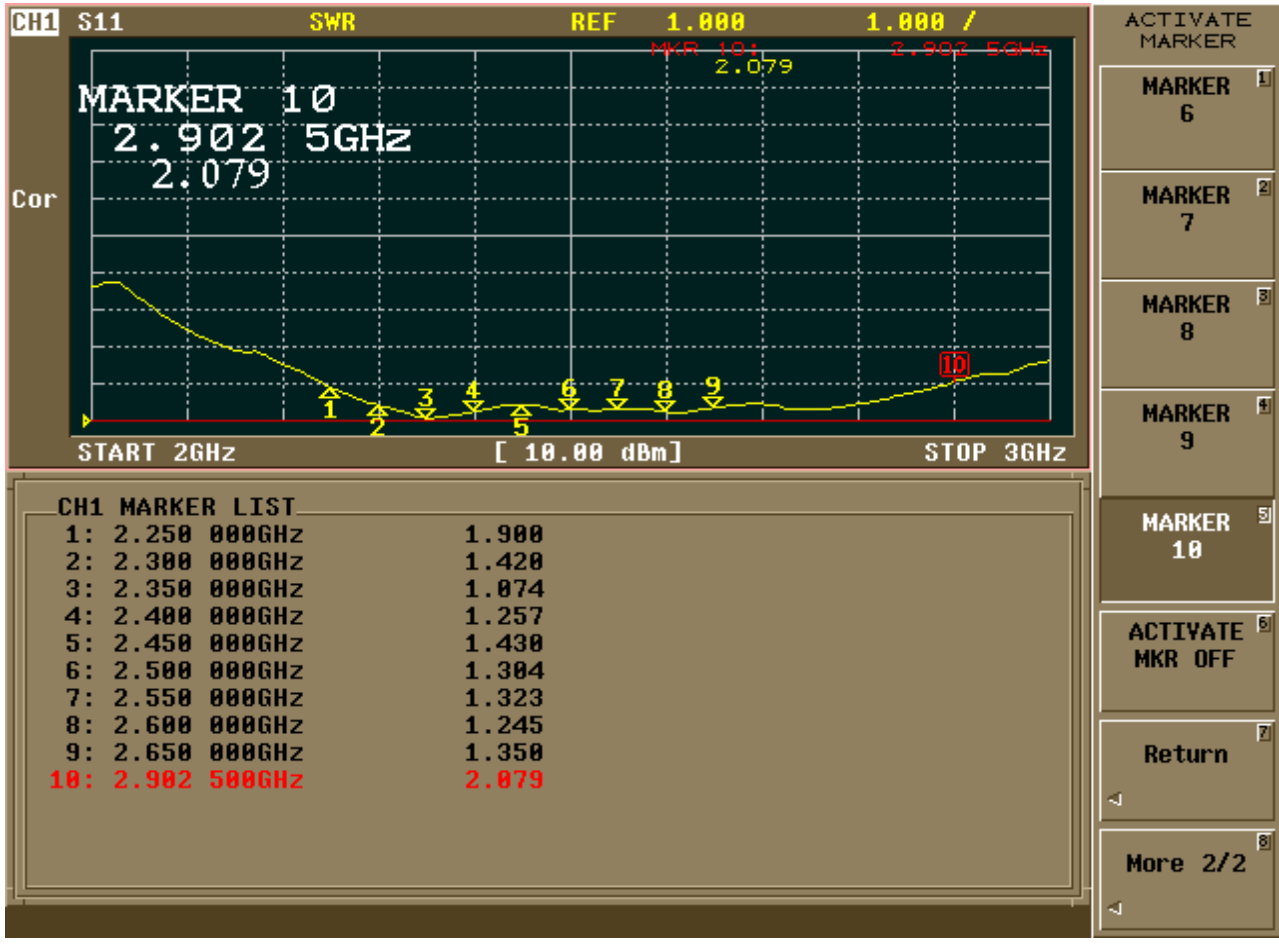 CH1 S11 SWR REF 1.000 1.000 /
MKR 10: 2.902 5GHz
2.079
MARKER 10
2.902 5GHz
2.079
Cor
10
1 2 3 4 5 6 7 8 9
START 2GHz [ 10.00 dBm] STOP 3GHz
CH1 MARKER LIST
1: 2.250 000GHz 1.900
2: 2.300 000GHz 1.420
3: 2.350 000GHz 1.074
4: 2.400 000GHz 1.257
5: 2.450 000GHz 1.430
6: 2.500 000GHz 1.304
7: 2.550 000GHz 1.323
8: 2.600 000GHz 1.245
9: 2.650 000GHz 1.350
10: 2.902 500GHz 2.079
ACTIVATE
MARKER
MARKER 1
6
MARKER 2
7
MARKER 3
8
MARKER 4
9
MARKER 5
10
ACTIVATE 6
MKR OFF
7
Return
8
More 2/2